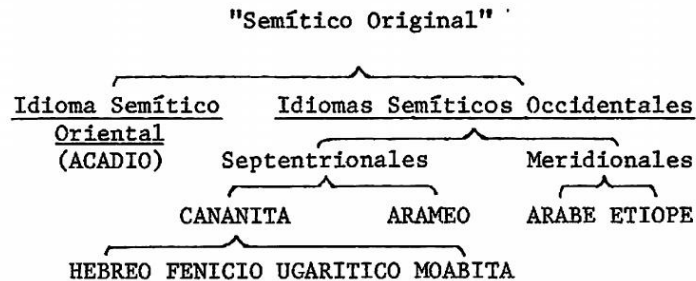 "Semítico Original"
Idioma Semítico Idiomas Semíticos Occidentales
Oriental
(ACADIO) Septentrionales Meridionales
CANANITA ARAMEO ARABE ETIOPE
HEBREO FENICIO UGARITICO MOABITA